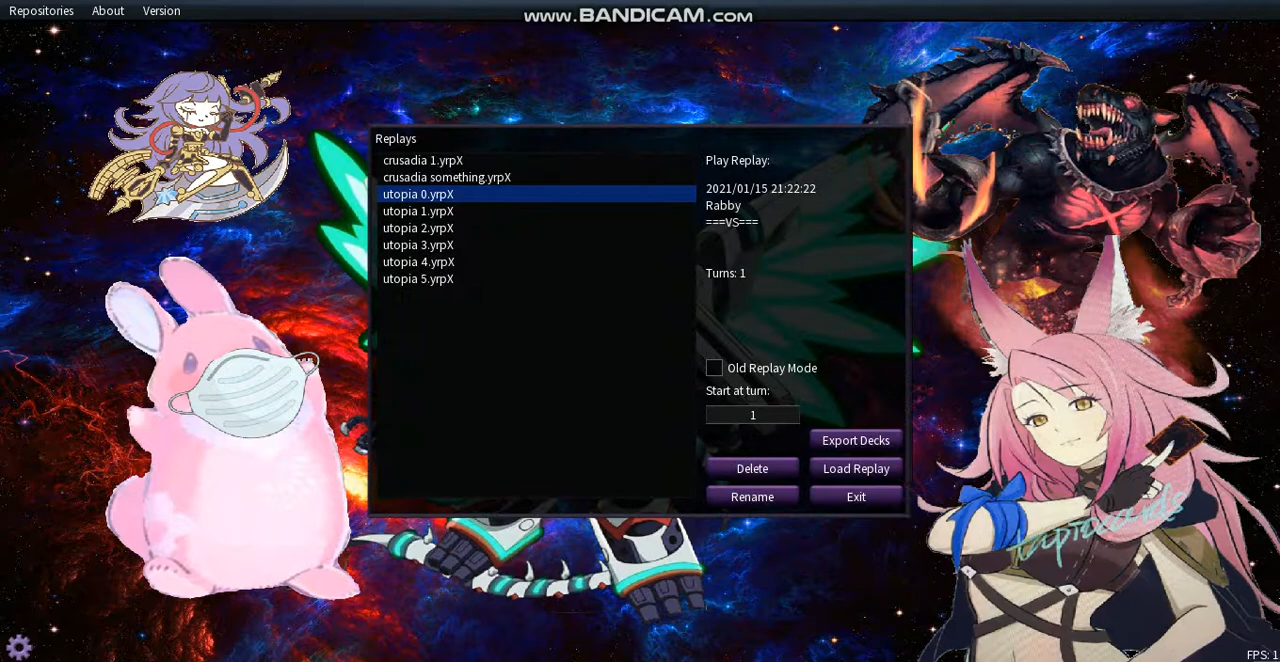 Repositories About Version
www.BANDICAM.com
Replays
crusadia 1.yrpX
crusadia something.yrpX
utopia 0.yrpX
utopia 1.yrpX
utopia 2.yrpX
utopia 3.yrpX
utopia 4.yrpX
utopia 5.yrpX
Play Replay:
2021/01/15 21:22:22
Rabby
===VS===
Turns: 1
Old Replay Mode
Start at turn:
1
Export Decks
Delete
Load Replay
Rename
Exit
FPS: 1